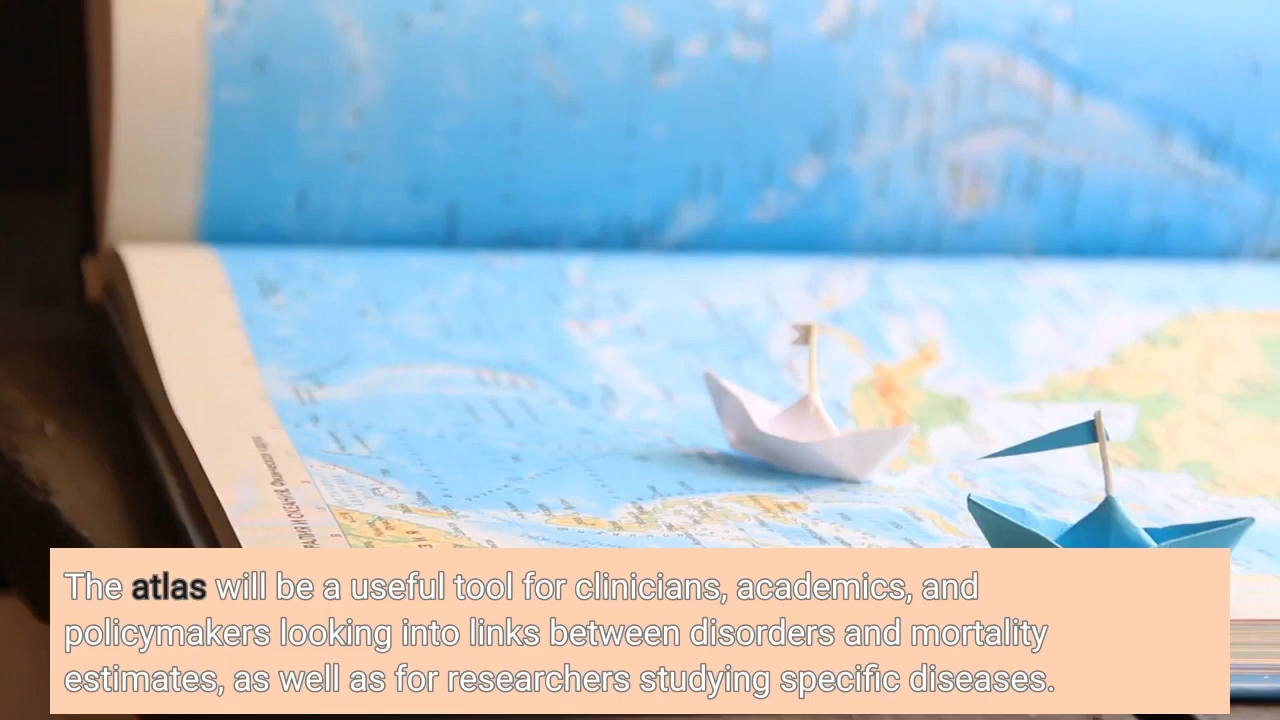 The atlas will be a useful tool for clinicians, academics, and
policymakers looking into links between disorders and mortality
estimates, as well as for researchers studying specific diseases.